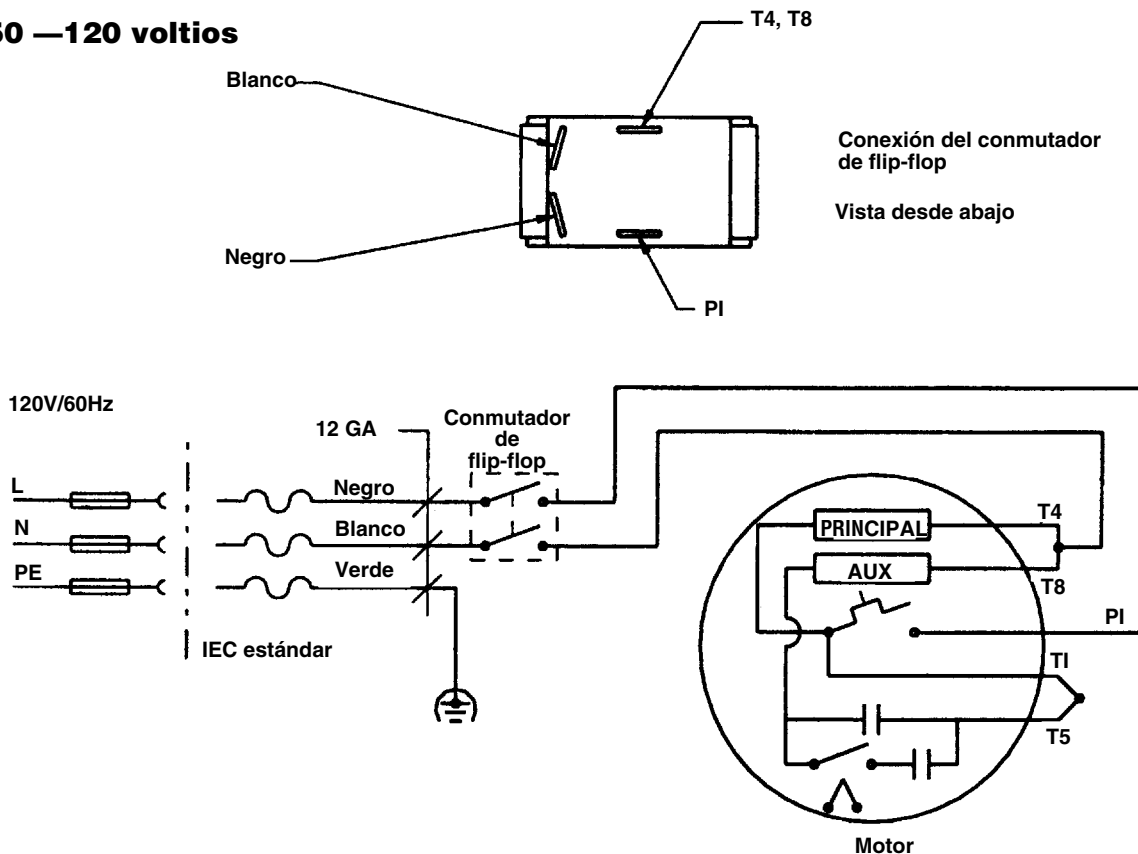 50 —120 voltios
T4, T8
Blanco
Conexión del conmutador
de flip-flop
Vista desde abajo
Negro
PI
120V/60Hz
12 GA
Conmutador
de
flip-flop
L
Negro
N
Blanco
PE
Verde
IEC estándar
PRINCIPAL
T4
AUX
T8
PI
TI
T5
Motor